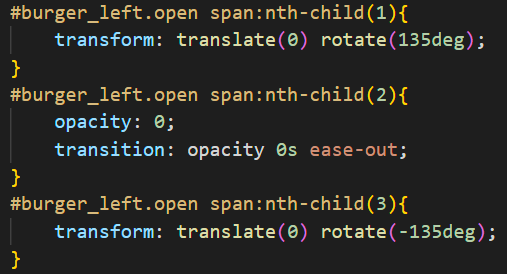 #burger_left.open span:nth-child(1){
    transform: translate(0) rotate(135deg);
}
#burger_left.open span:nth-child(2){
    opacity: 0;
    transition: opacity 0s ease-out;
}
#burger_left.open span:nth-child(3){
    transform: translate(0) rotate(-135deg);
}